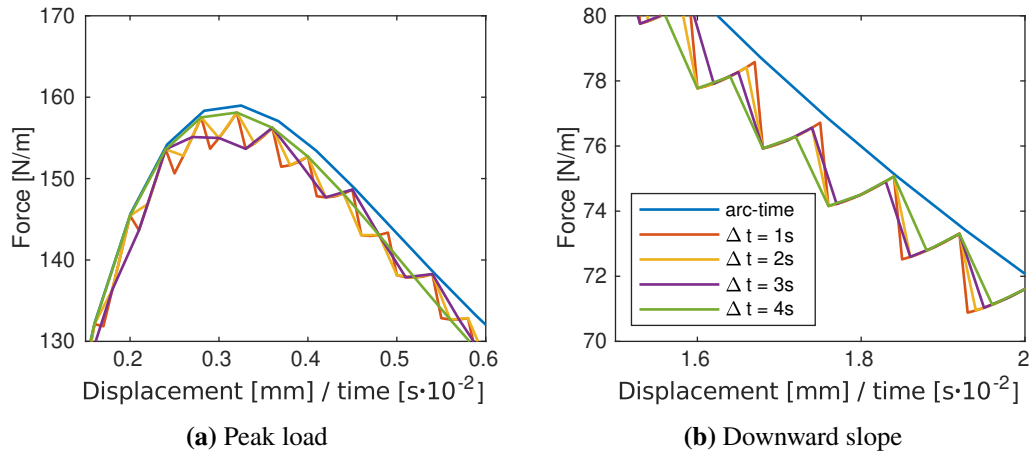 170
160
150
140
130
Force [N/m]
0.2
0.3
0.4
0.5
0.6
Displacement [mm] / time [s·10⁻²]
(a) Peak load
80
78
76
74
72
70
Force [N/m]
arc-time
Δ t = 1s
Δ t = 2s
Δ t = 3s
Δ t = 4s
1.6
1.8
2
Displacement [mm] / time [s·10⁻²]
(b) Downward slope